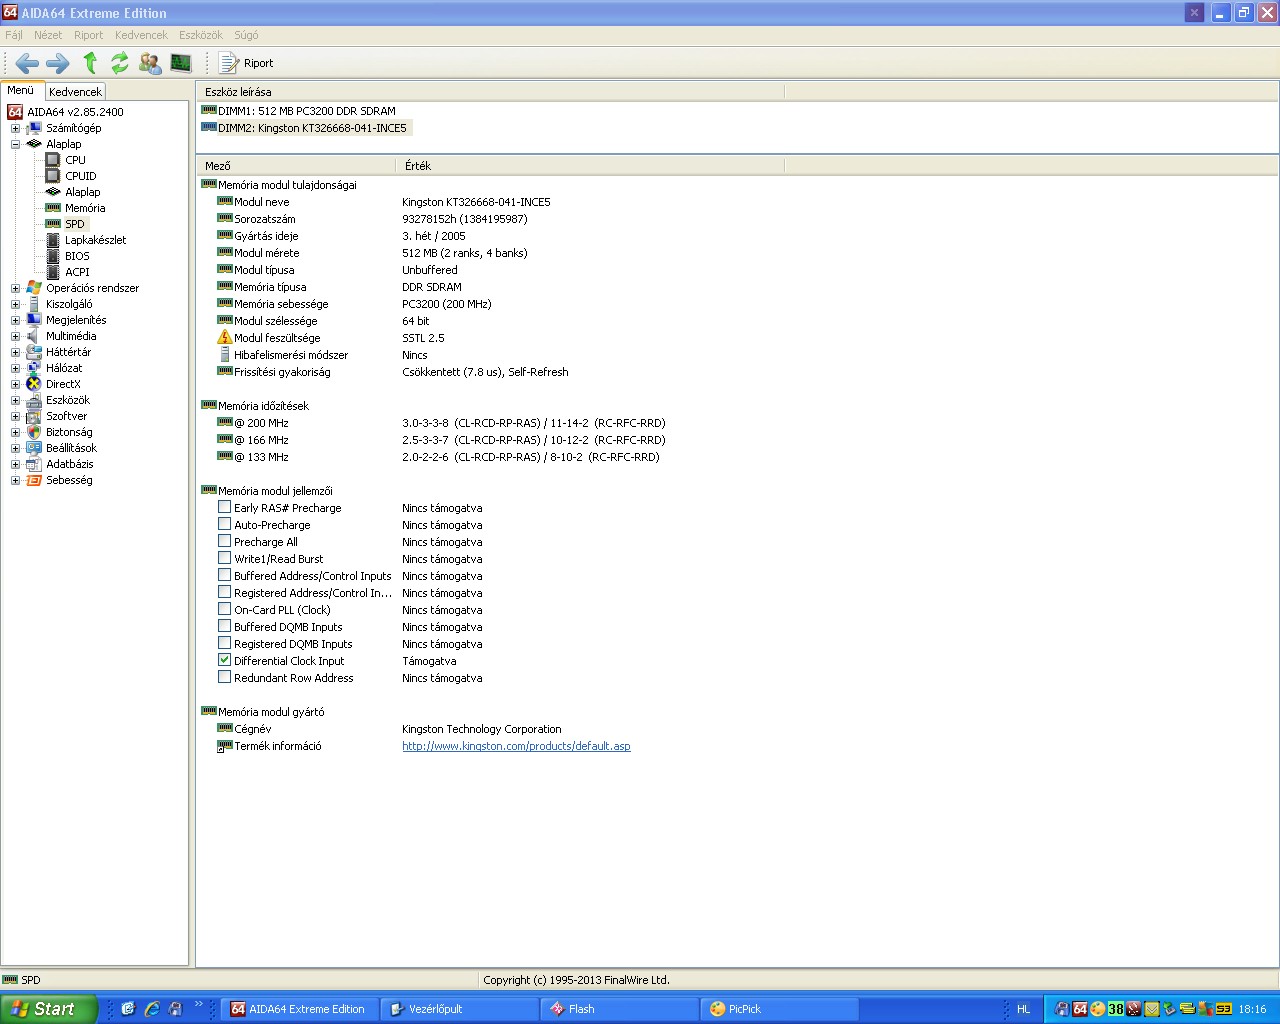 AIDA64 Extreme Edition
Fájl Nézet Riport Kedvencek Eszközök Súgó
Riport
Menü Kedvencek
AIDA64 v2.85.2400
Számítógép
Alaplap
CPU
CPUID
Alaplap
Memória
SPD
Lapkakészlet
BIOS
ACPI
Operációs rendszer
Kiszolgáló
Megjelenítés
Multimédia
Háttértár
Hálózat
DirectX
Eszközök
Szoftver
Biztonság
Beállítások
Adatbázis
Sebesség
Eszköz leírása
DIMM1: 512 MB PC3200 DDR SDRAM
DIMM2: Kingston KT326668-041-INCE5
Mező Érték
Memória modul tulajdonságai
Modul neve Kingston KT326668-041-INCE5
Sorozatszám 93278152h (1384195987)
Gyártás ideje 3. hét / 2005
Modul mérete 512 MB (2 ranks, 4 banks)
Modul típusa Unbuffered
Memória típusa DDR SDRAM
Memória sebessége PC3200 (200 MHz)
Modul szélessége 64 bit
Modul feszültsége SSTL 2.5
Hibafelismerési módszer Nincs
Frissítési gyakoriság Csökkentett (7.8 us), Self-Refresh
Memória időzítések
@ 200 MHz 3.0-3-3-8 (CL-RCD-RP-RAS) / 11-14-2 (RC-RFC-RRD)
@ 166 MHz 2.5-3-3-7 (CL-RCD-RP-RAS) / 10-12-2 (RC-RFC-RRD)
@ 133 MHz 2.0-2-2-6 (CL-RCD-RP-RAS) / 8-10-2 (RC-RFC-RRD)
Memória modul jellemzői
Early RAS# Precharge Nincs támogatva
Auto-Precharge Nincs támogatva
Precharge All Nincs támogatva
Write1/Read Burst Nincs támogatva
Buffered Address/Control Inputs Nincs támogatva
Registered Address/Control In... Nincs támogatva
On-Card PLL (Clock) Nincs támogatva
Buffered DQMB Inputs Nincs támogatva
Registered DQMB Inputs Nincs támogatva
Differential Clock Input Támogatva
Redundant Row Address Nincs támogatva
Memória modul gyártó
Cégnév Kingston Technology Corporation
Termék információ http://www.kingston.com/products/default.asp
SPD Copyright (c) 1995-2013 FinalWire Ltd.
Start AIDA64 Extreme Edition Vezérlőpult Flash PicPick HL 64 38 53 18:16